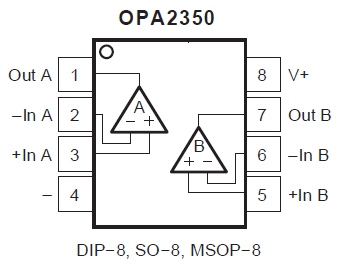 OPA2350
Out A 1 8 V+
–In A 2 7 Out B
+In A 3 6 –In B
– 4 5 +In B
A
– +
B
+ –
DIP–8, SO–8, MSOP–8